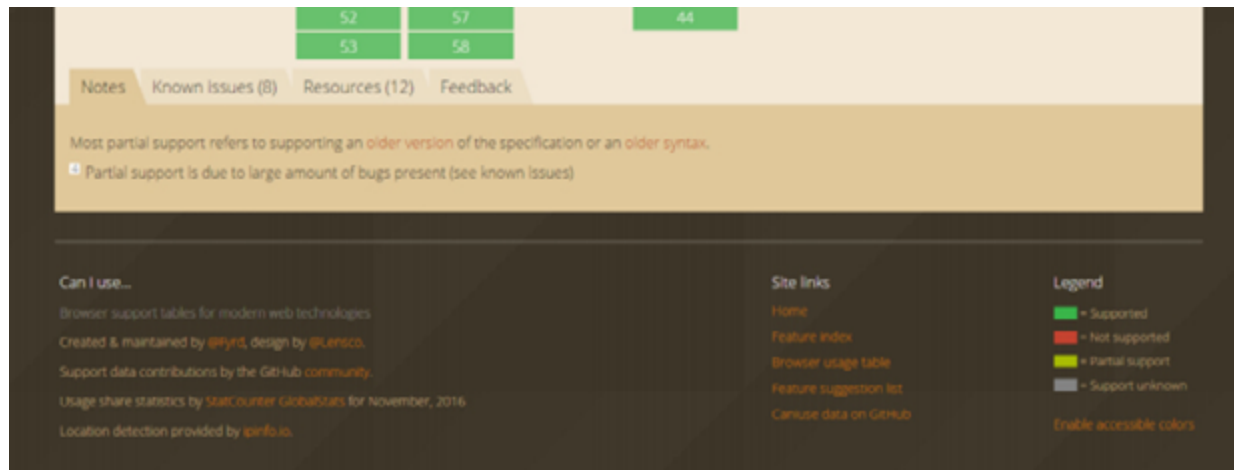 52 57 44
53 58
Notes Known issues (8) Resources (12) Feedback
Most partial support refers to supporting an older version of the specification or an older syntax.
4 Partial support is due to large amount of bugs present (see known issues)
Can I use...
Browser support tables for modern web technologies
Created & maintained by @Fyrd, design by @Lensco.
Support data contributions by the GitHub community.
Usage share statistics by StatCounter GlobalStats for November, 2016
Location detection provided by ipinfo.io.
Site links
Home
Feature index
Browser usage table
Feature suggestion list
Caniuse data on GitHub
Legend
= Supported
= Not supported
= Partial support
= Support unknown
Enable accessible colors